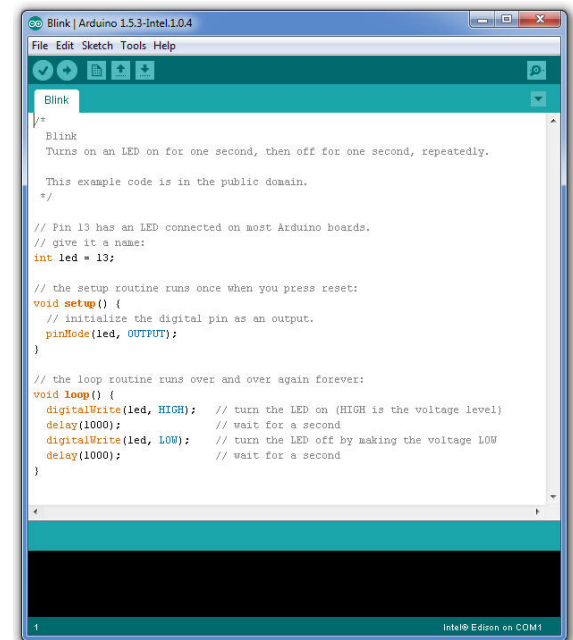 Blink | Arduino 1.5.3-Intel.1.0.4
File Edit Sketch Tools Help
Blink
/*
  Blink
  Turns on an LED on for one second, then off for one second, repeatedly.

  This example code is in the public domain.
 */

// Pin 13 has an LED connected on most Arduino boards.
// give it a name:
int led = 13;

// the setup routine runs once when you press reset:
void setup() {
  // initialize the digital pin as an output.
  pinMode(led, OUTPUT);
}

// the loop routine runs over and over again forever:
void loop() {
  digitalWrite(led, HIGH);   // turn the LED on (HIGH is the voltage level)
  delay(1000);               // wait for a second
  digitalWrite(led, LOW);    // turn the LED off by making the voltage LOW
  delay(1000);               // wait for a second
}
1 Intel® Edison on COM1